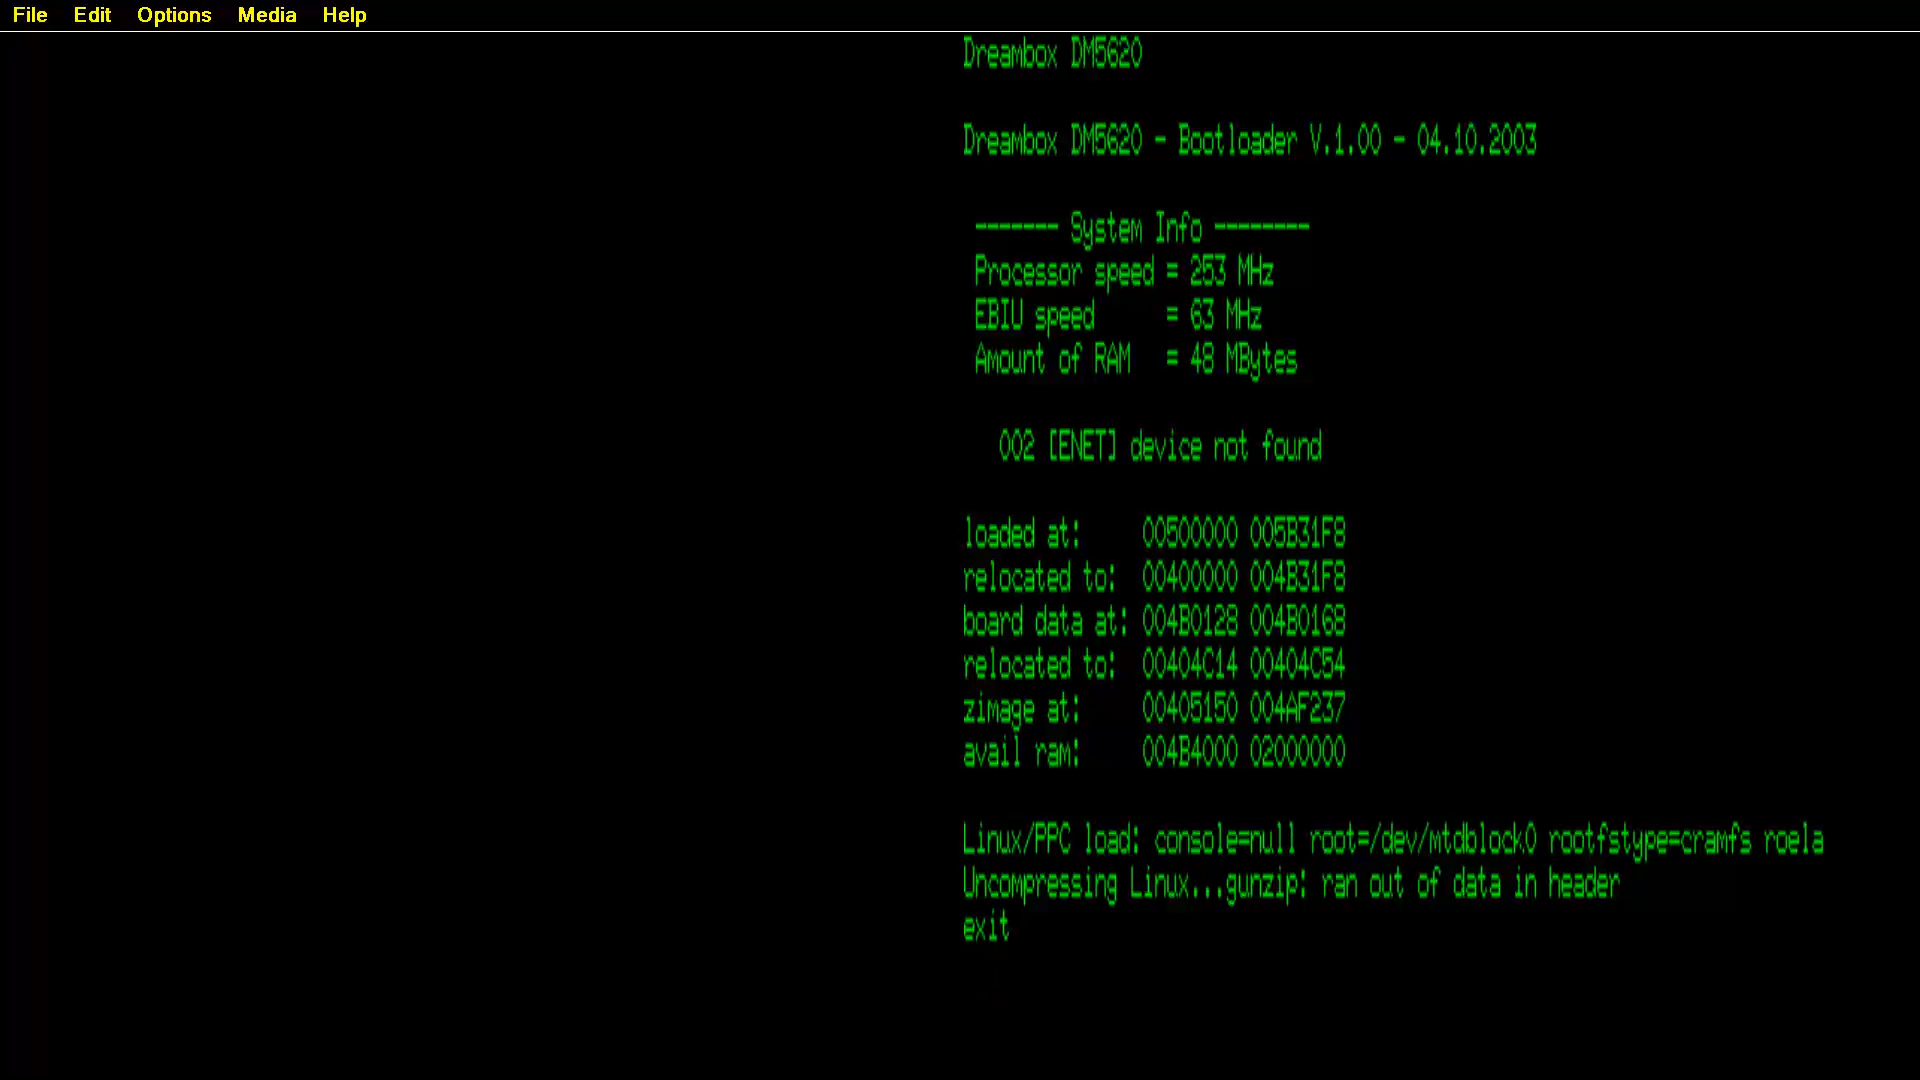 File Edit Options Media Help
Dreambox DM5620
Dreambox DM5620 - Bootloader V.1.00 - 04.10.2003
------- System Info --------
Processor speed = 253 MHz
EBIU speed      = 63 MHz
Amount of RAM   = 48 MBytes
002 [ENET] device not found
loaded at:     00500000 005B31F8
relocated to:  00400000 004B31F8
board data at: 004B0128 004B0168
relocated to:  00404C14 00404C54
zimage at:     00405150 004AF237
avail ram:     004B4000 02000000
Linux/PPC load: console=null root=/dev/mtdblock0 rootfstype=cramfs roela
Uncompressing Linux...gunzip: ran out of data in header
exit